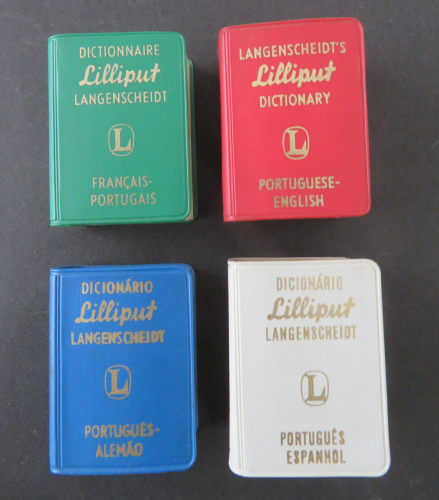 DICTIONNAIRE
Lilliput
LANGENSCHEIDT
L
FRANÇAIS-
PORTUGAIS
LANGENSCHEIDT'S
Lilliput
DICTIONARY
L
PORTUGUESE-
ENGLISH
DICIONÁRIO
Lilliput
LANGENSCHEIDT
L
PORTUGUÊS-
ALEMÃO
DICIONÁRIO
Lilliput
LANGENSCHEIDT
L
PORTUGUÊS
ESPANHOL